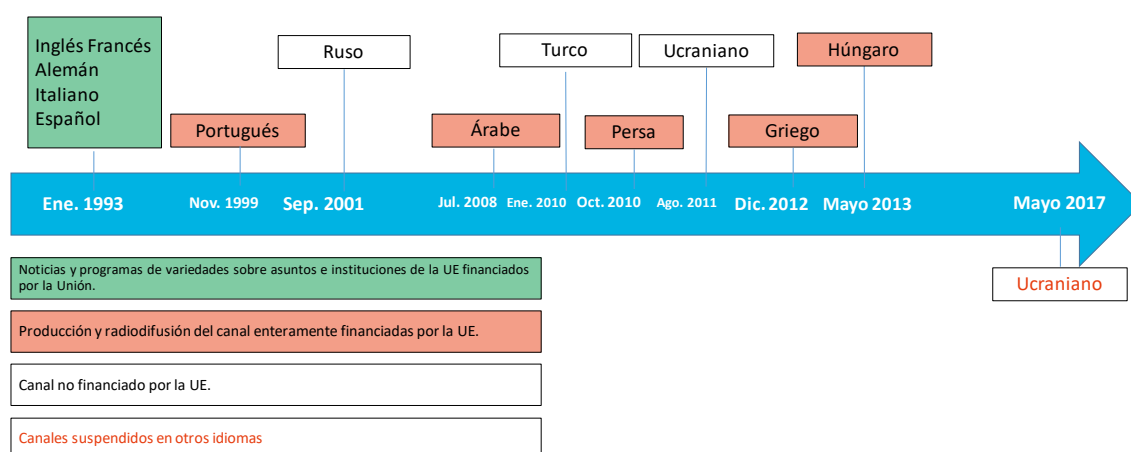 Inglés Francés
Alemán
Italiano
Español
Portugués
Ruso
Árabe
Turco
Persa
Ucraniano
Griego
Húngaro
Ene. 1993
Nov. 1999
Sep. 2001
Jul. 2008
Ene. 2010
Oct. 2010
Ago. 2011
Dic. 2012
Mayo 2013
Mayo 2017
Ucraniano
Noticias y programas de variedades sobre asuntos e instituciones de la UE financiados
por la Unión.
Producción y radiodifusión del canal enteramente financiadas por la UE.
Canal no financiado por la UE.
Canales suspendidos en otros idiomas